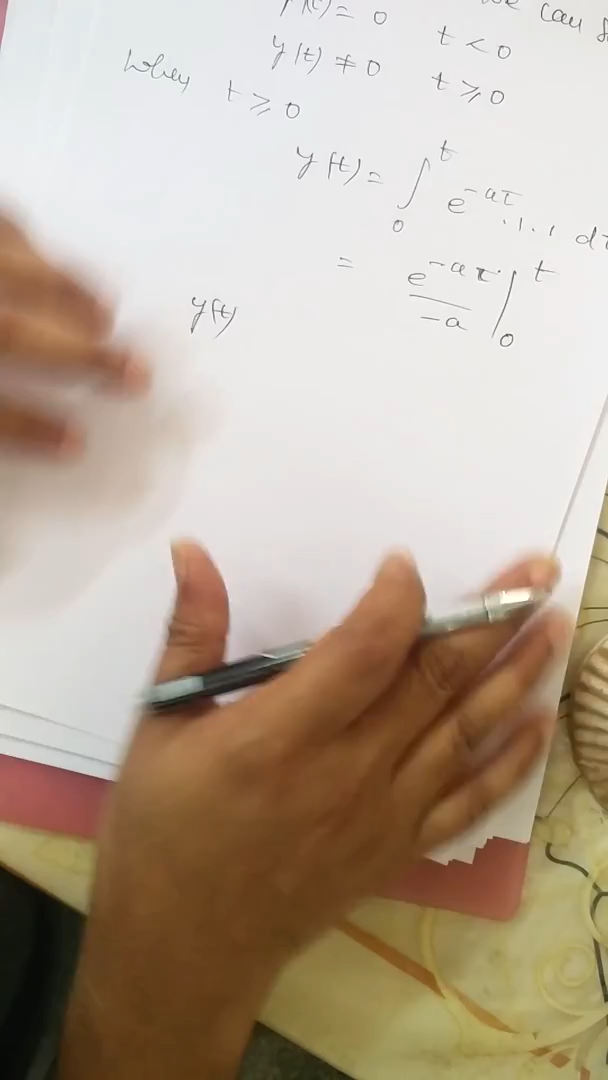 y(t) = 0 t < 0
y(t) ≠ 0 t ≥ 0
When t ≥ 0
y(t) = ∫₀ᵗ e^{-aτ} . 1 . 1 dτ
= e^{-aτ}/-a |₀ᵗ
y(t)